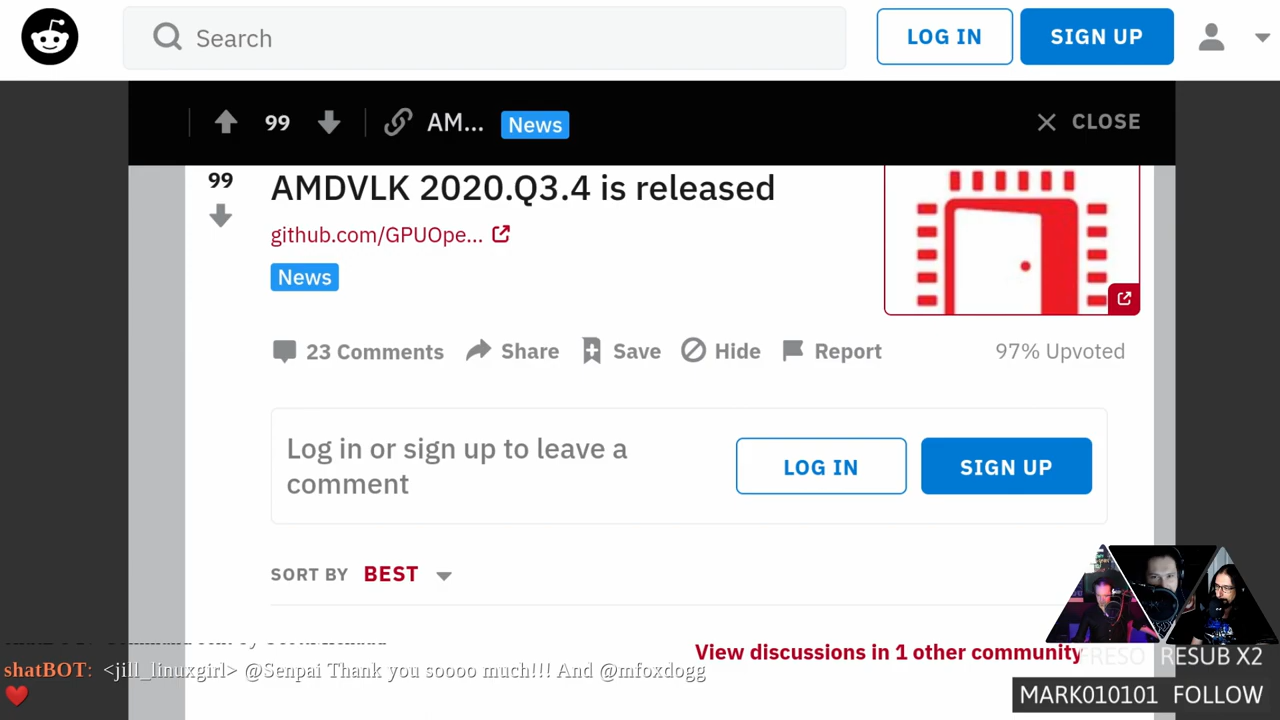 Search
LOG IN
SIGN UP
99
AM...
News
CLOSE
99
AMDVLK 2020.Q3.4 is released
github.com/GPUOpe...
News
23 Comments
Share
Save
Hide
Report
97% Upvoted
Log in or sign up to leave a
comment
LOG IN
SIGN UP
SORT BY BEST
View discussions in 1 other community
shatBOT: <jill_linuxgirl> @Senpai Thank you soooo much!!! And @mfoxdogg
❤
RESUB X2
MARK010101 FOLLOW